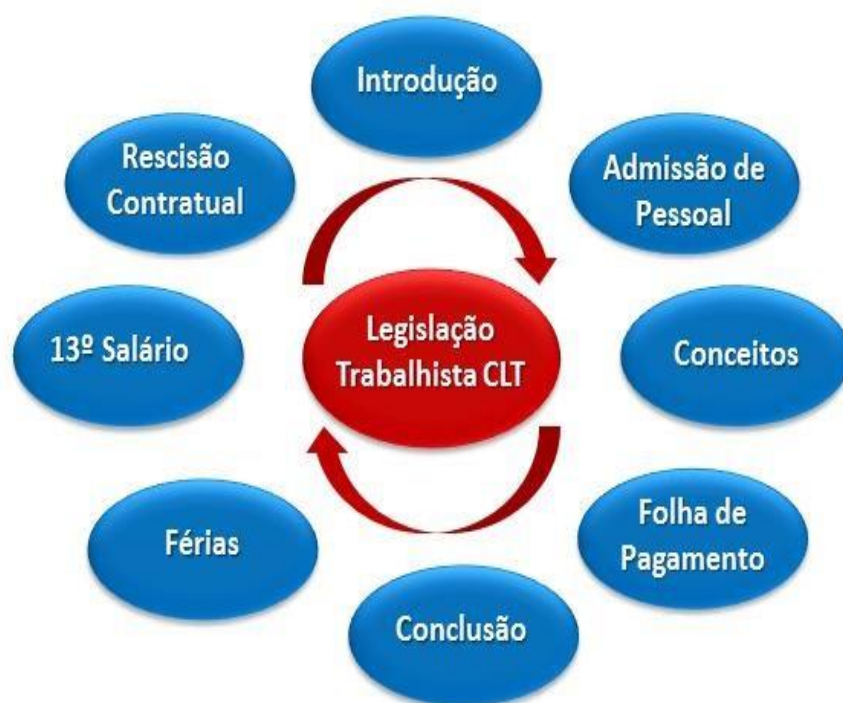 Introdução
Admissão de
Pessoal
Conceitos
Folha de
Pagamento
Conclusão
Férias
13º Salário
Rescisão
Contratual
Legislação
Trabalhista CLT